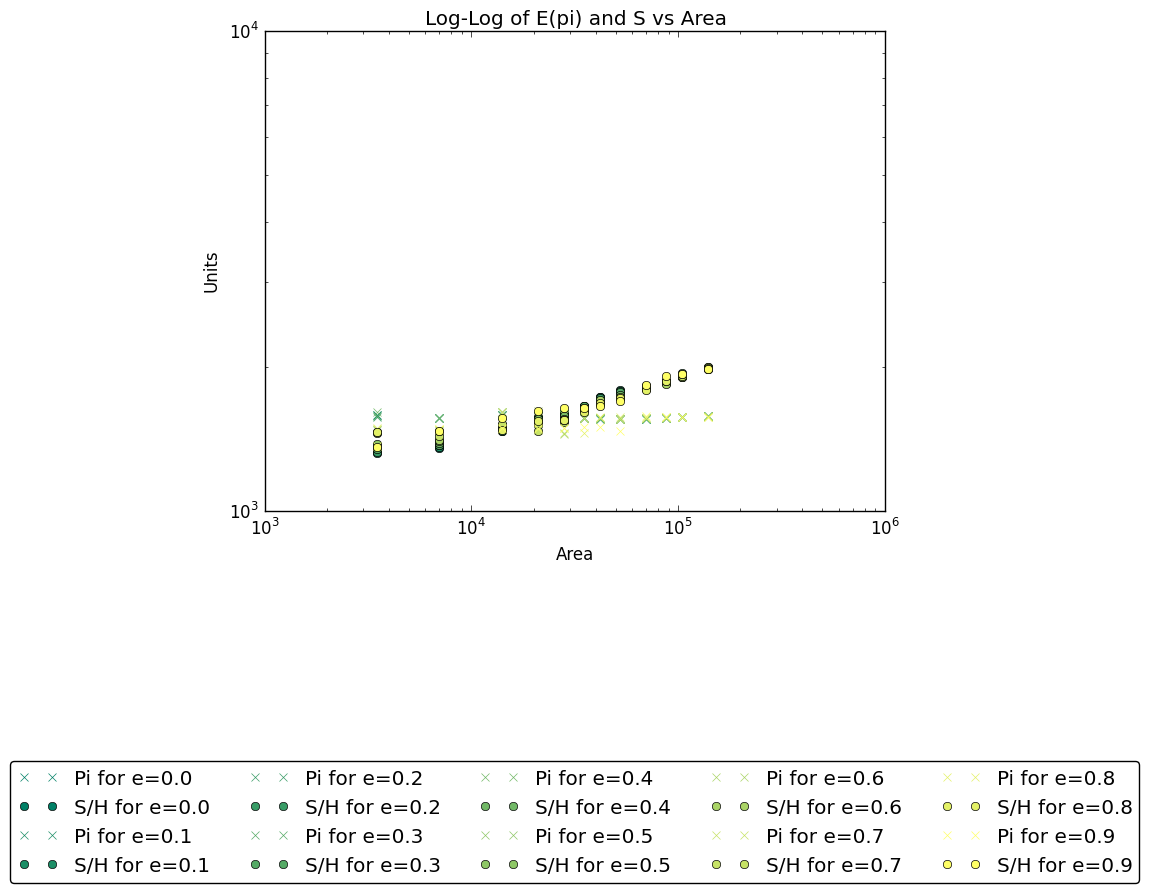 Log-Log of E(pi) and S vs Area
10^4
Units
10^3
10^3 10^4 10^5 10^6
Area
Pi for e=0.0 Pi for e=0.2 Pi for e=0.4 Pi for e=0.6 Pi for e=0.8
S/H for e=0.0 S/H for e=0.2 S/H for e=0.4 S/H for e=0.6 S/H for e=0.8
Pi for e=0.1 Pi for e=0.3 Pi for e=0.5 Pi for e=0.7 Pi for e=0.9
S/H for e=0.1 S/H for e=0.3 S/H for e=0.5 S/H for e=0.7 S/H for e=0.9